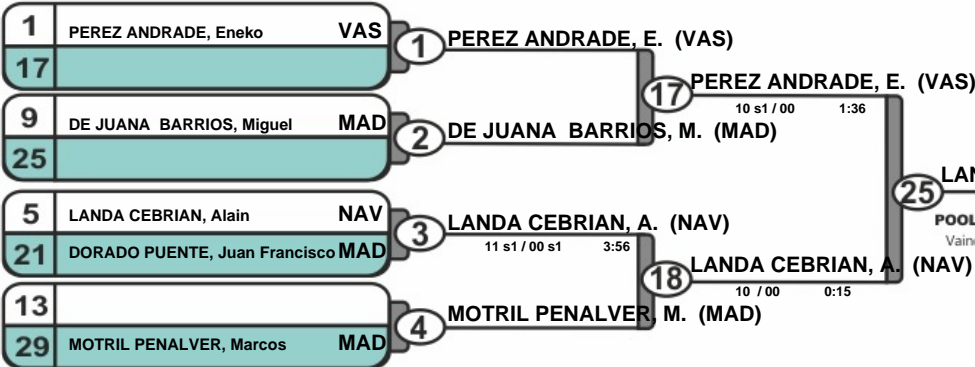 1 PEREZ ANDRADE, Eneko VAS
17
9 DE JUANA BARRIOS, Miguel MAD
25
5 LANDA CEBRIAN, Alain NAV
21 DORADO PUENTE, Juan Francisco MAD
13
29 MOTRIL PENALVER, Marcos MAD
1 PEREZ ANDRADE, E. (VAS)
2 DE JUANA BARRIOS, M. (MAD)
3 LANDA CEBRIAN, A. (NAV)
11 s1 / 00 s1 3:56
4 MOTRIL PENALVER, M. (MAD)
17 PEREZ ANDRADE, E. (VAS)
10 s1 / 00 1:36
18 LANDA CEBRIAN, A. (NAV)
10 / 00 0:15
25 LAN
POOL
Vain